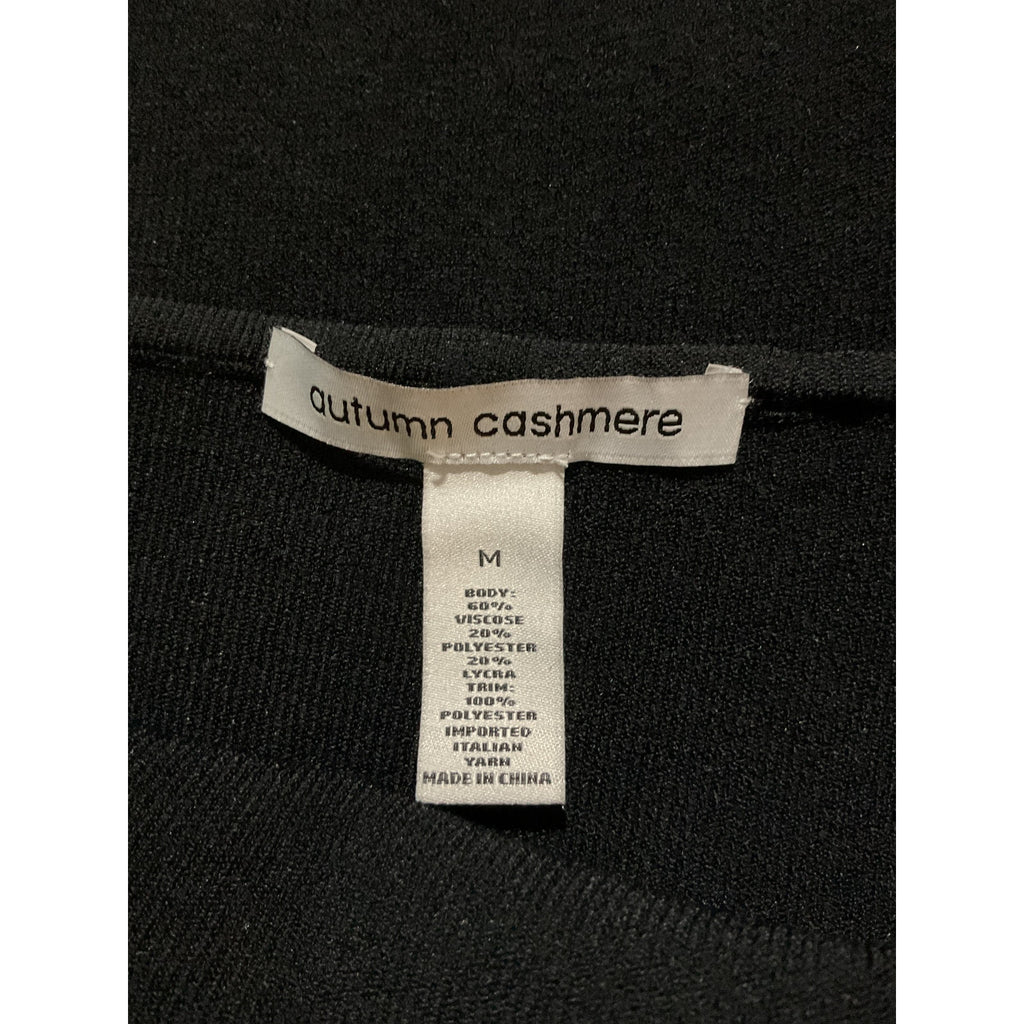 autumn cashmere
M
BODY:
60%
VISCOSE
20%
POLYESTER
20%
LYCRA
TRIM:
100%
POLYESTER
IMPORTED
ITALIAN
YARN
MADE IN CHINA